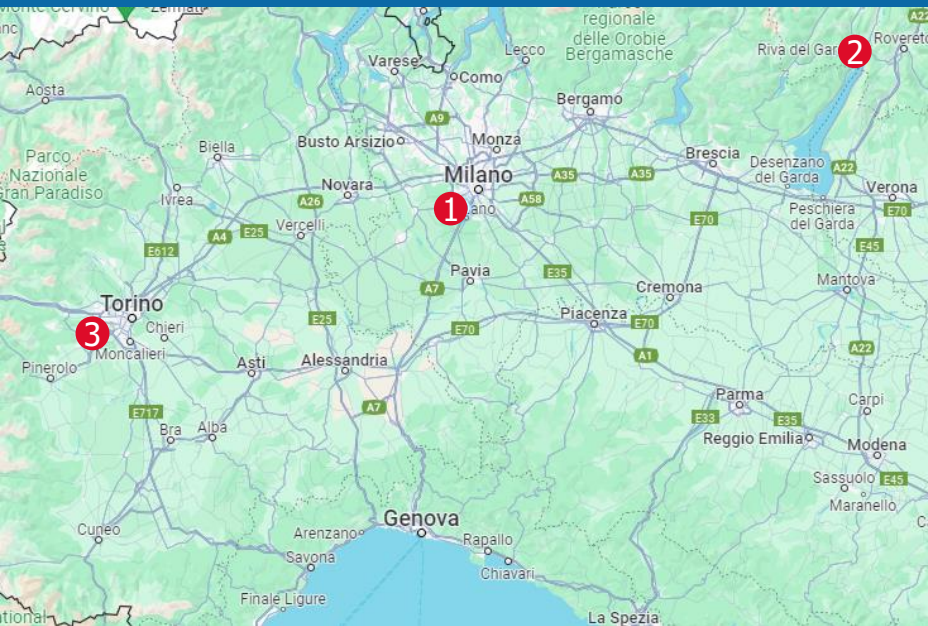 Monte Cervino
Zermatt
regionale
delle Orobie
Bergamasche
A22
Riva del Gar
2
Rovereto
Varese
Como
Lecco
Aosta
Bergamo
A9
Busto Arsizio
Monza
Biella
Brescia
Desenzano
del Garda
A22
Parco
Nazionale
Gran Paradiso
Milano
A35
A35
Verona
Ivrea
Novara
A26
1
A58
Peschiera
del Garda
E70
E70
Vercelli
E25
A4
E612
E45
Pavia
E35
A7
Cremona
Mantova
Torino
E25
Piacenza
E70
E70
3
Chieri
Moncalieri
A22
Pinerolo
Asti
Alessandria
A1
Parma
Carpi
A7
E717
E33
E35
Bra
Alba
Reggio Emilia
Modena
Sassuolo
E45
Maranello
Cuneo
Arenzano
Genova
Rapallo
Savona
Chiavari
Finale Ligure
La Spezia